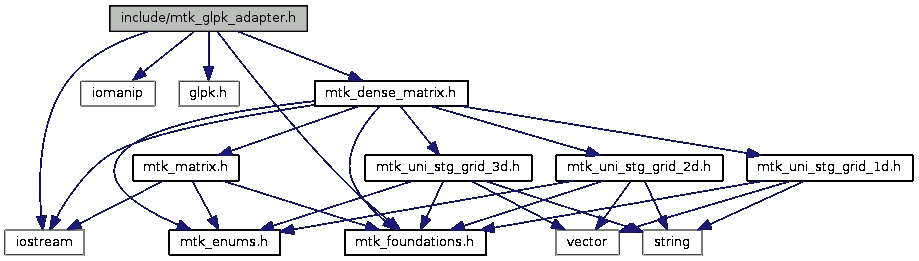 include/mtk_glpk_adapter.h
iomanip
glpk.h
mtk_dense_matrix.h
mtk_matrix.h
mtk_uni_stg_grid_3d.h
mtk_uni_stg_grid_2d.h
mtk_uni_stg_grid_1d.h
iostream
mtk_enums.h
mtk_foundations.h
vector
string